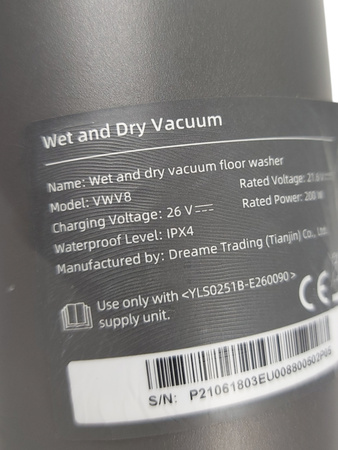 Wet and Dry Vacuum
Name: Wet and dry vacuum floor washer
Model: VWV8
Rated Voltage:
Charging Voltage: 26 V
Rated Power: 200 W
Waterproof Level: IPX4
Manufactured by: Dreame Trading (Tianjin) Co., Ltd.
Use only with <YLS0251B-E260090>
supply unit.
CE
S/N: